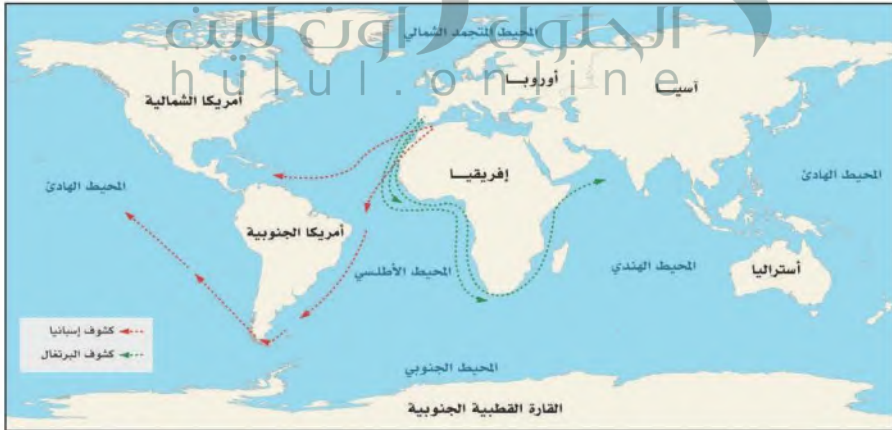 الحلول اون لاين
hulul.online
المحيط المتجمد الشمالي
أوروبا
آسيا
أمريكا الشمالية
إفريقيا
المحيط الهادئ
المحيط الهادئ
أمريكا الجنوبية
المحيط الأطلسي
المحيط الهندي
أستراليا
كشوف إسبانيا
كشوف البرتغال
المحيط الجنوبي
القارة القطبية الجنوبية